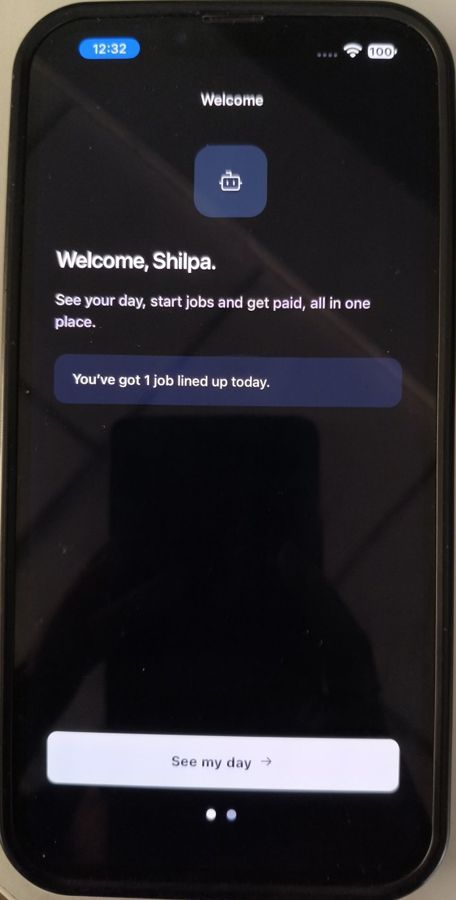 12:32
100
Welcome
Welcome, Shilpa.
See your day, start jobs and get paid, all in one
place.
You've got 1 job lined up today.
See my day →